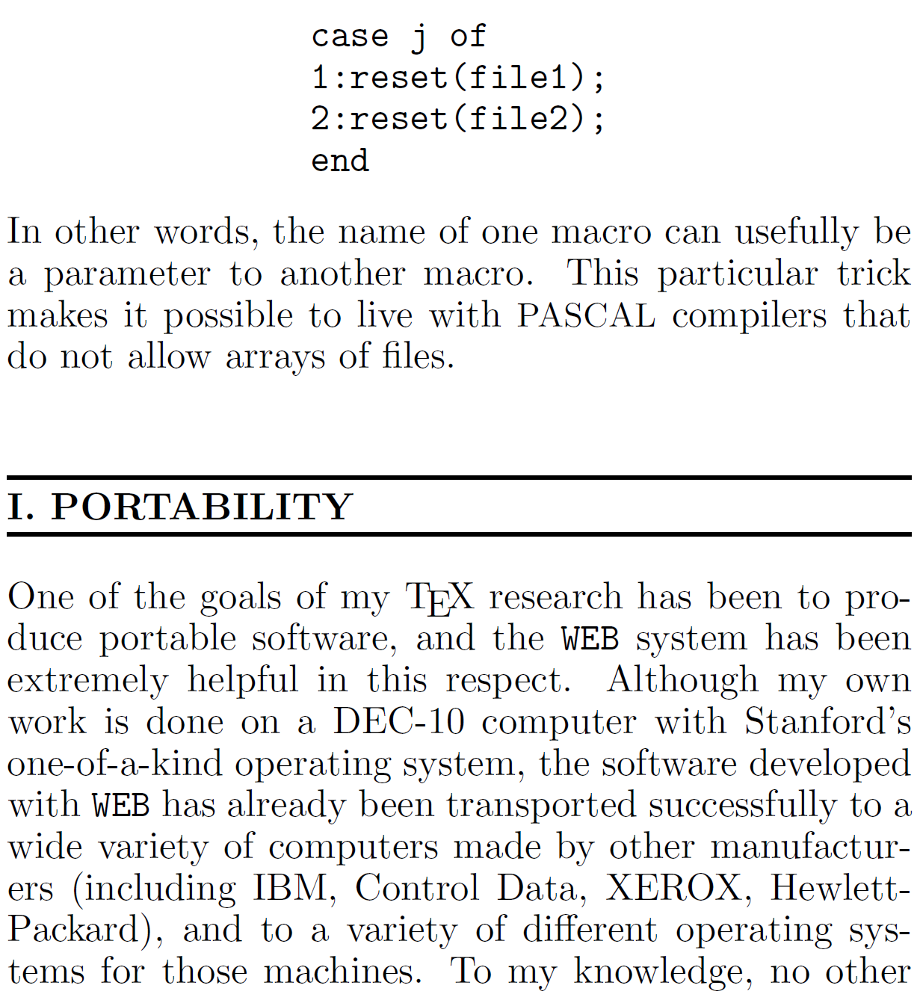 case j of
1:reset(file1);
2:reset(file2);
end
In other words, the name of one macro can usefully be
a parameter to another macro. This particular trick
makes it possible to live with PASCAL compilers that
do not allow arrays of files.
I. PORTABILITY
One of the goals of my TEX research has been to pro-
duce portable software, and the WEB system has been
extremely helpful in this respect. Although my own
work is done on a DEC-10 computer with Stanford's
one-of-a-kind operating system, the software developed
with WEB has already been transported successfully to a
wide variety of computers made by other manufactur-
ers (including IBM, Control Data, XEROX, Hewlett-
Packard), and to a variety of different operating sys-
tems for those machines. To my knowledge, no other